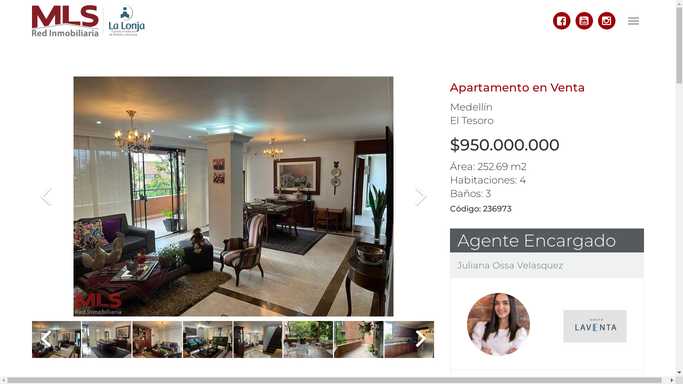 MLS
Red Inmobiliaria
La Lonja
Apartamento en Venta
Medellín
El Tesoro
$950.000.000
Área: 252.69 m2
Habitaciones: 4
Baños: 3
Código: 236973
MLS
Red Inmobiliaria
Agente Encargado
Juliana Ossa Velasquez
GRUPO
LAVENTA